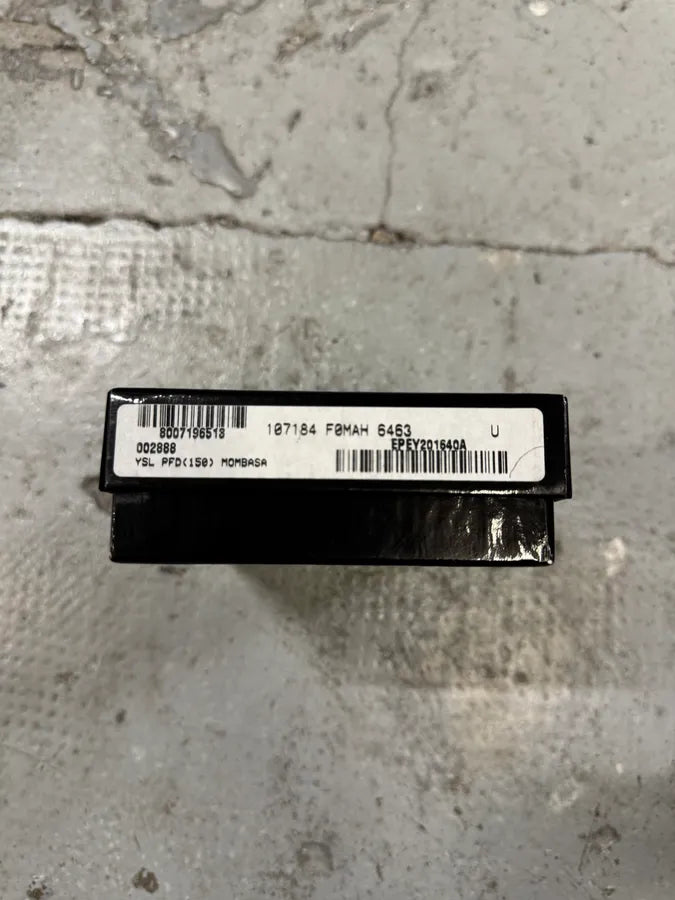 8007196518
107184 F0MAH 6463
U
002888
EPEY201640A
YSL PFD(150) MOMBASA